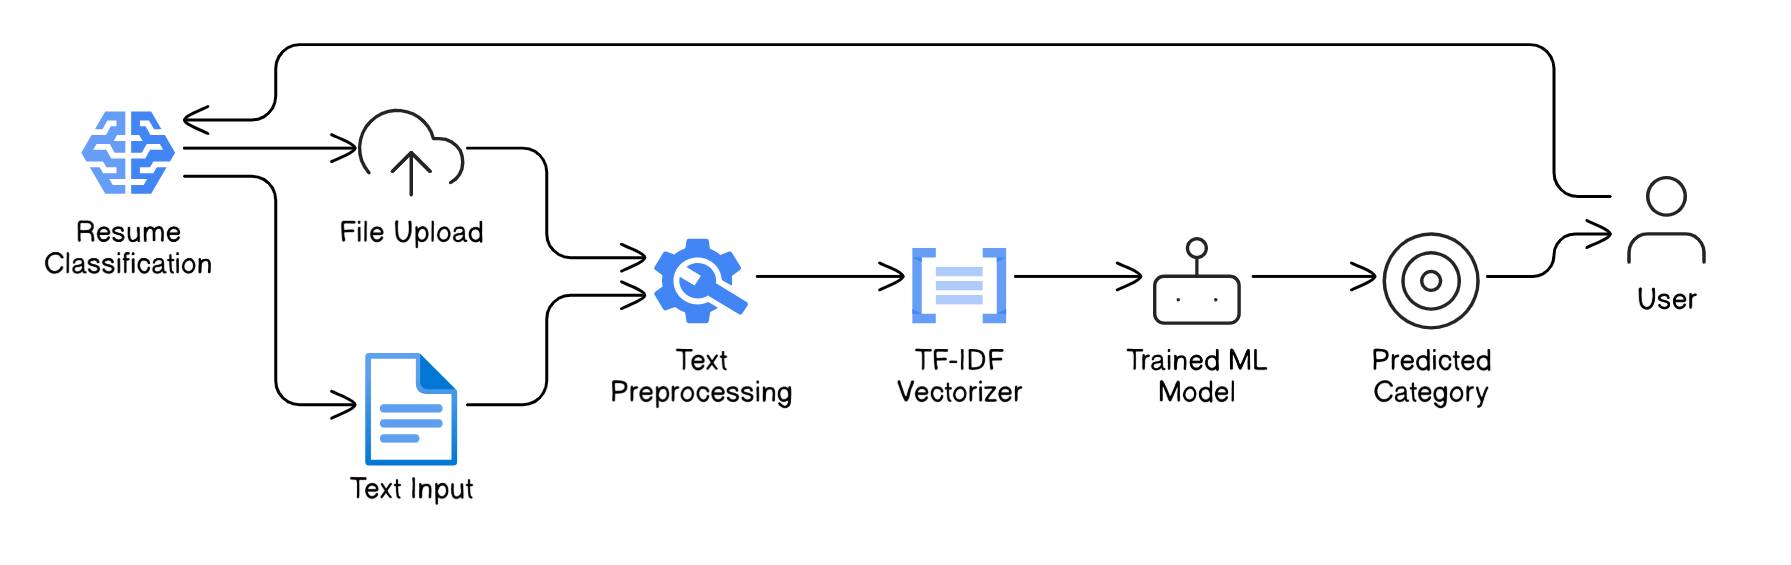 Resume
Classification
File Upload
Text Input
Text
Preprocessing
TF-IDF
Vectorizer
Trained ML
Model
Predicted
Category
User